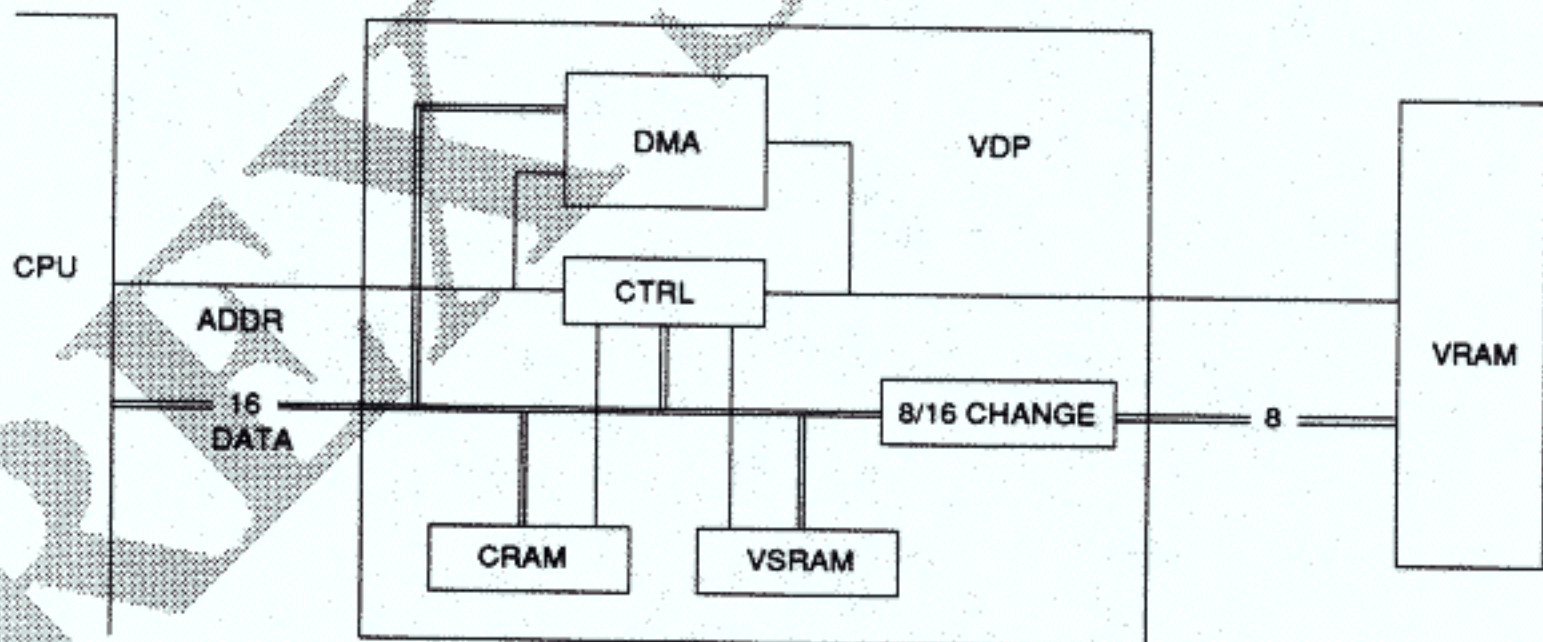 DMA
VDP
CPU
CTRL
ADDR
VRAM
16
DATA
8/16 CHANGE
8
CRAM
VSRAM